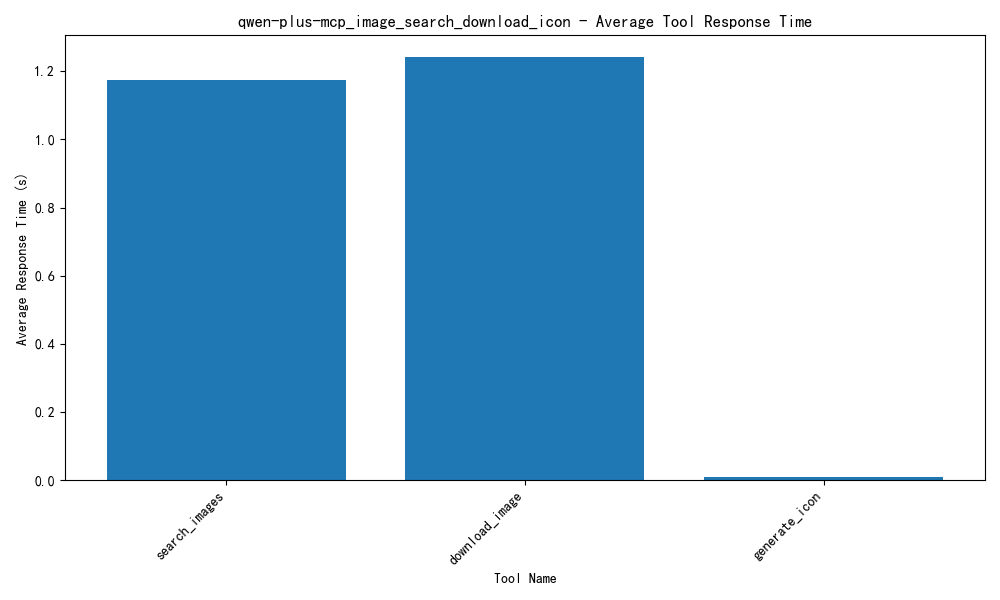 qwen-plus-mcp_image_search_download_icon - Average Tool Response Time
Average Response Time (s)
1.2
1.0
0.8
0.6
0.4
0.2
0.0
search_images
download_image
generate_icon
Tool Name